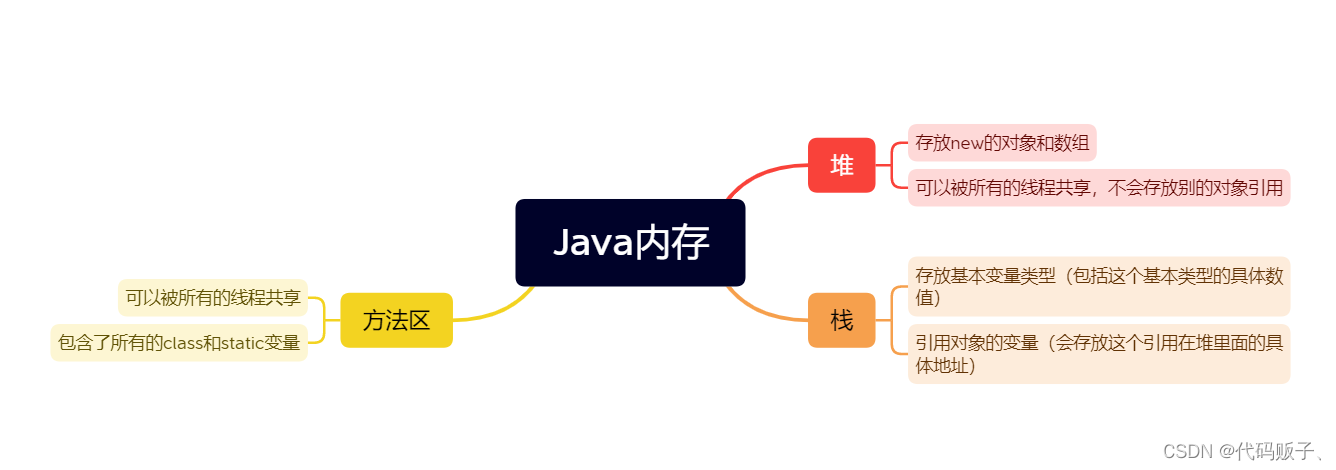 Java内存
堆
存放new的对象和数组
可以被所有的线程共享，不会存放别的对象引用
栈
存放基本变量类型（包括这个基本类型的具体数
值）
引用对象的变量（会存放这个引用在堆里面的具
体地址）
方法区
可以被所有的线程共享
包含了所有的class和static变量
CSDN @代码贩子、